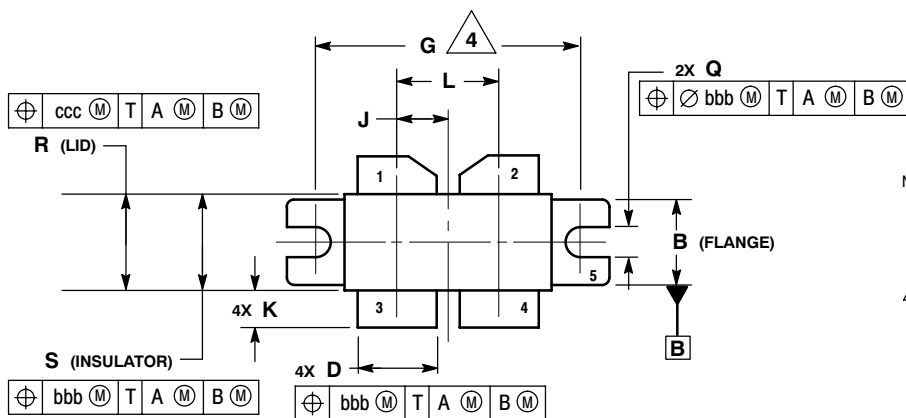 G 4
L
2X Q
⌖ ccc Ⓜ T A Ⓜ B Ⓜ
⌖ ∅ bbb Ⓜ T A Ⓜ B Ⓜ
J
R (LID)
1 2
B (FLANGE)
5
4X K
3 4
B
S (INSULATOR)
4X D
⌖ bbb Ⓜ T A Ⓜ B Ⓜ
⌖ bbb Ⓜ T A Ⓜ B Ⓜ